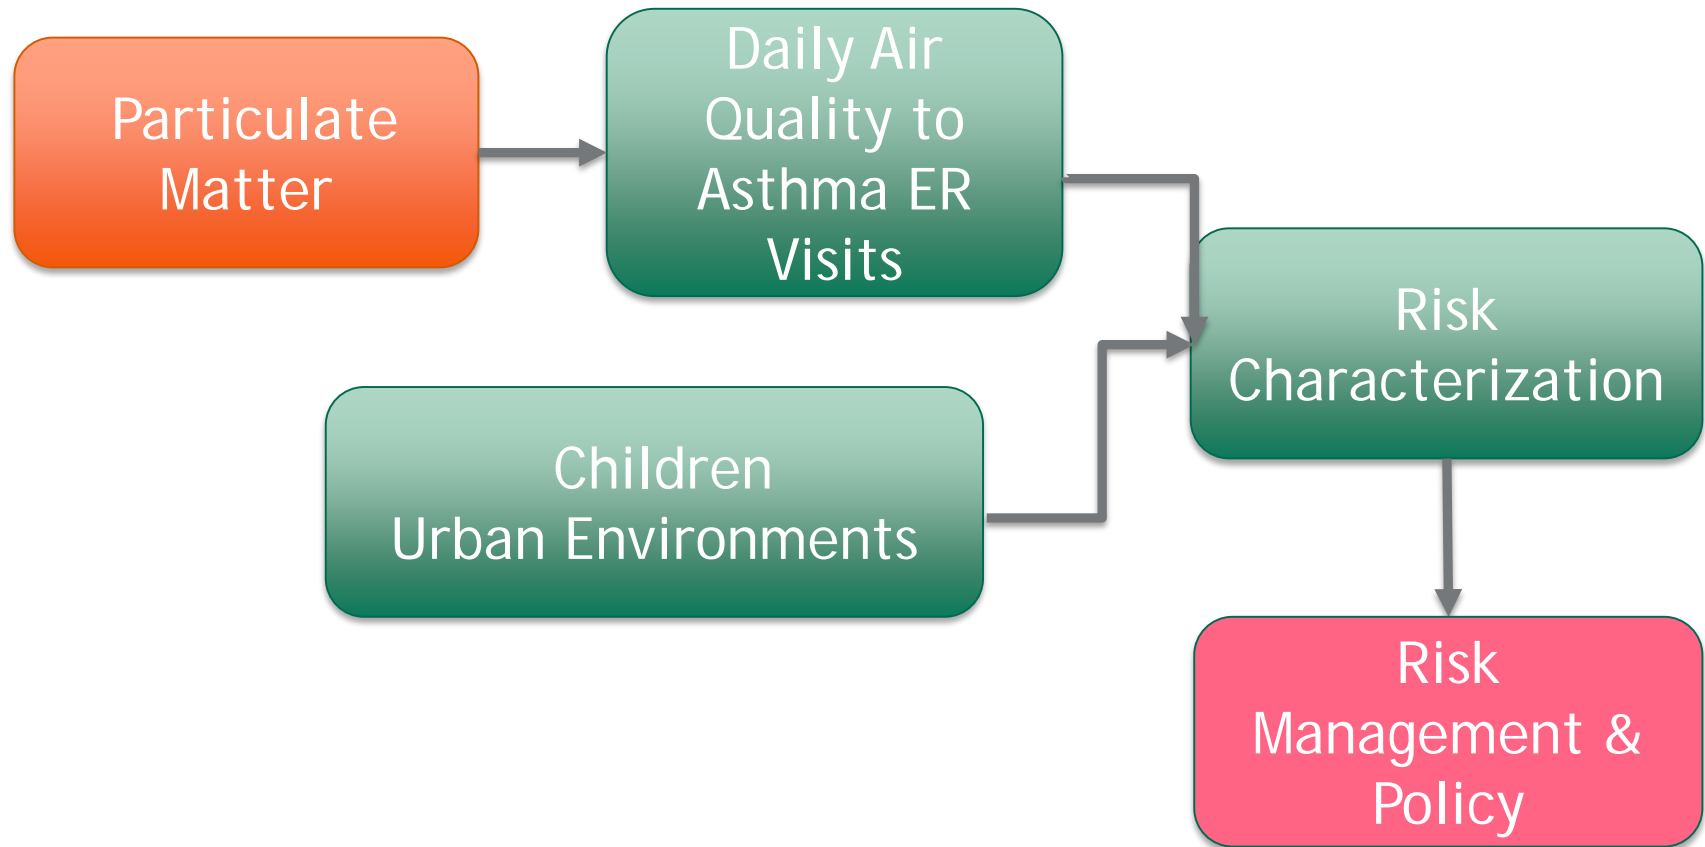 Particulate
Matter
Daily Air
Quality to
Asthma ER
Visits
Children
Urban Environments
Risk
Characterization
Risk
Management &
Policy